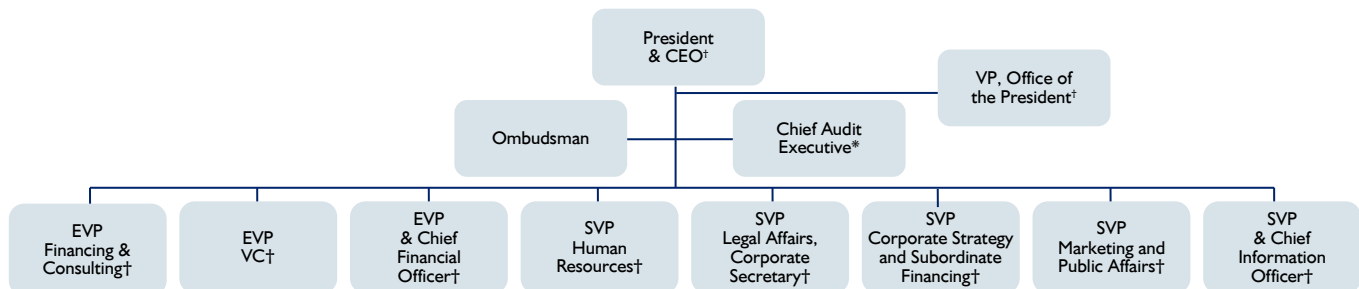 President
& CEO†
VP, Office of
the President†
Ombudsman
Chief Audit
Executive*
EVP
Financing &
Consulting†
EVP
VC†
EVP
& Chief
Financial
Officer†
SVP
Human
Resources†
SVP
Legal Affairs,
Corporate
Secretary†
SVP
Corporate Strategy
and Subordinate
Financing†
SVP
Marketing and
Public Affairs†
SVP
& Chief
Information
Officer†